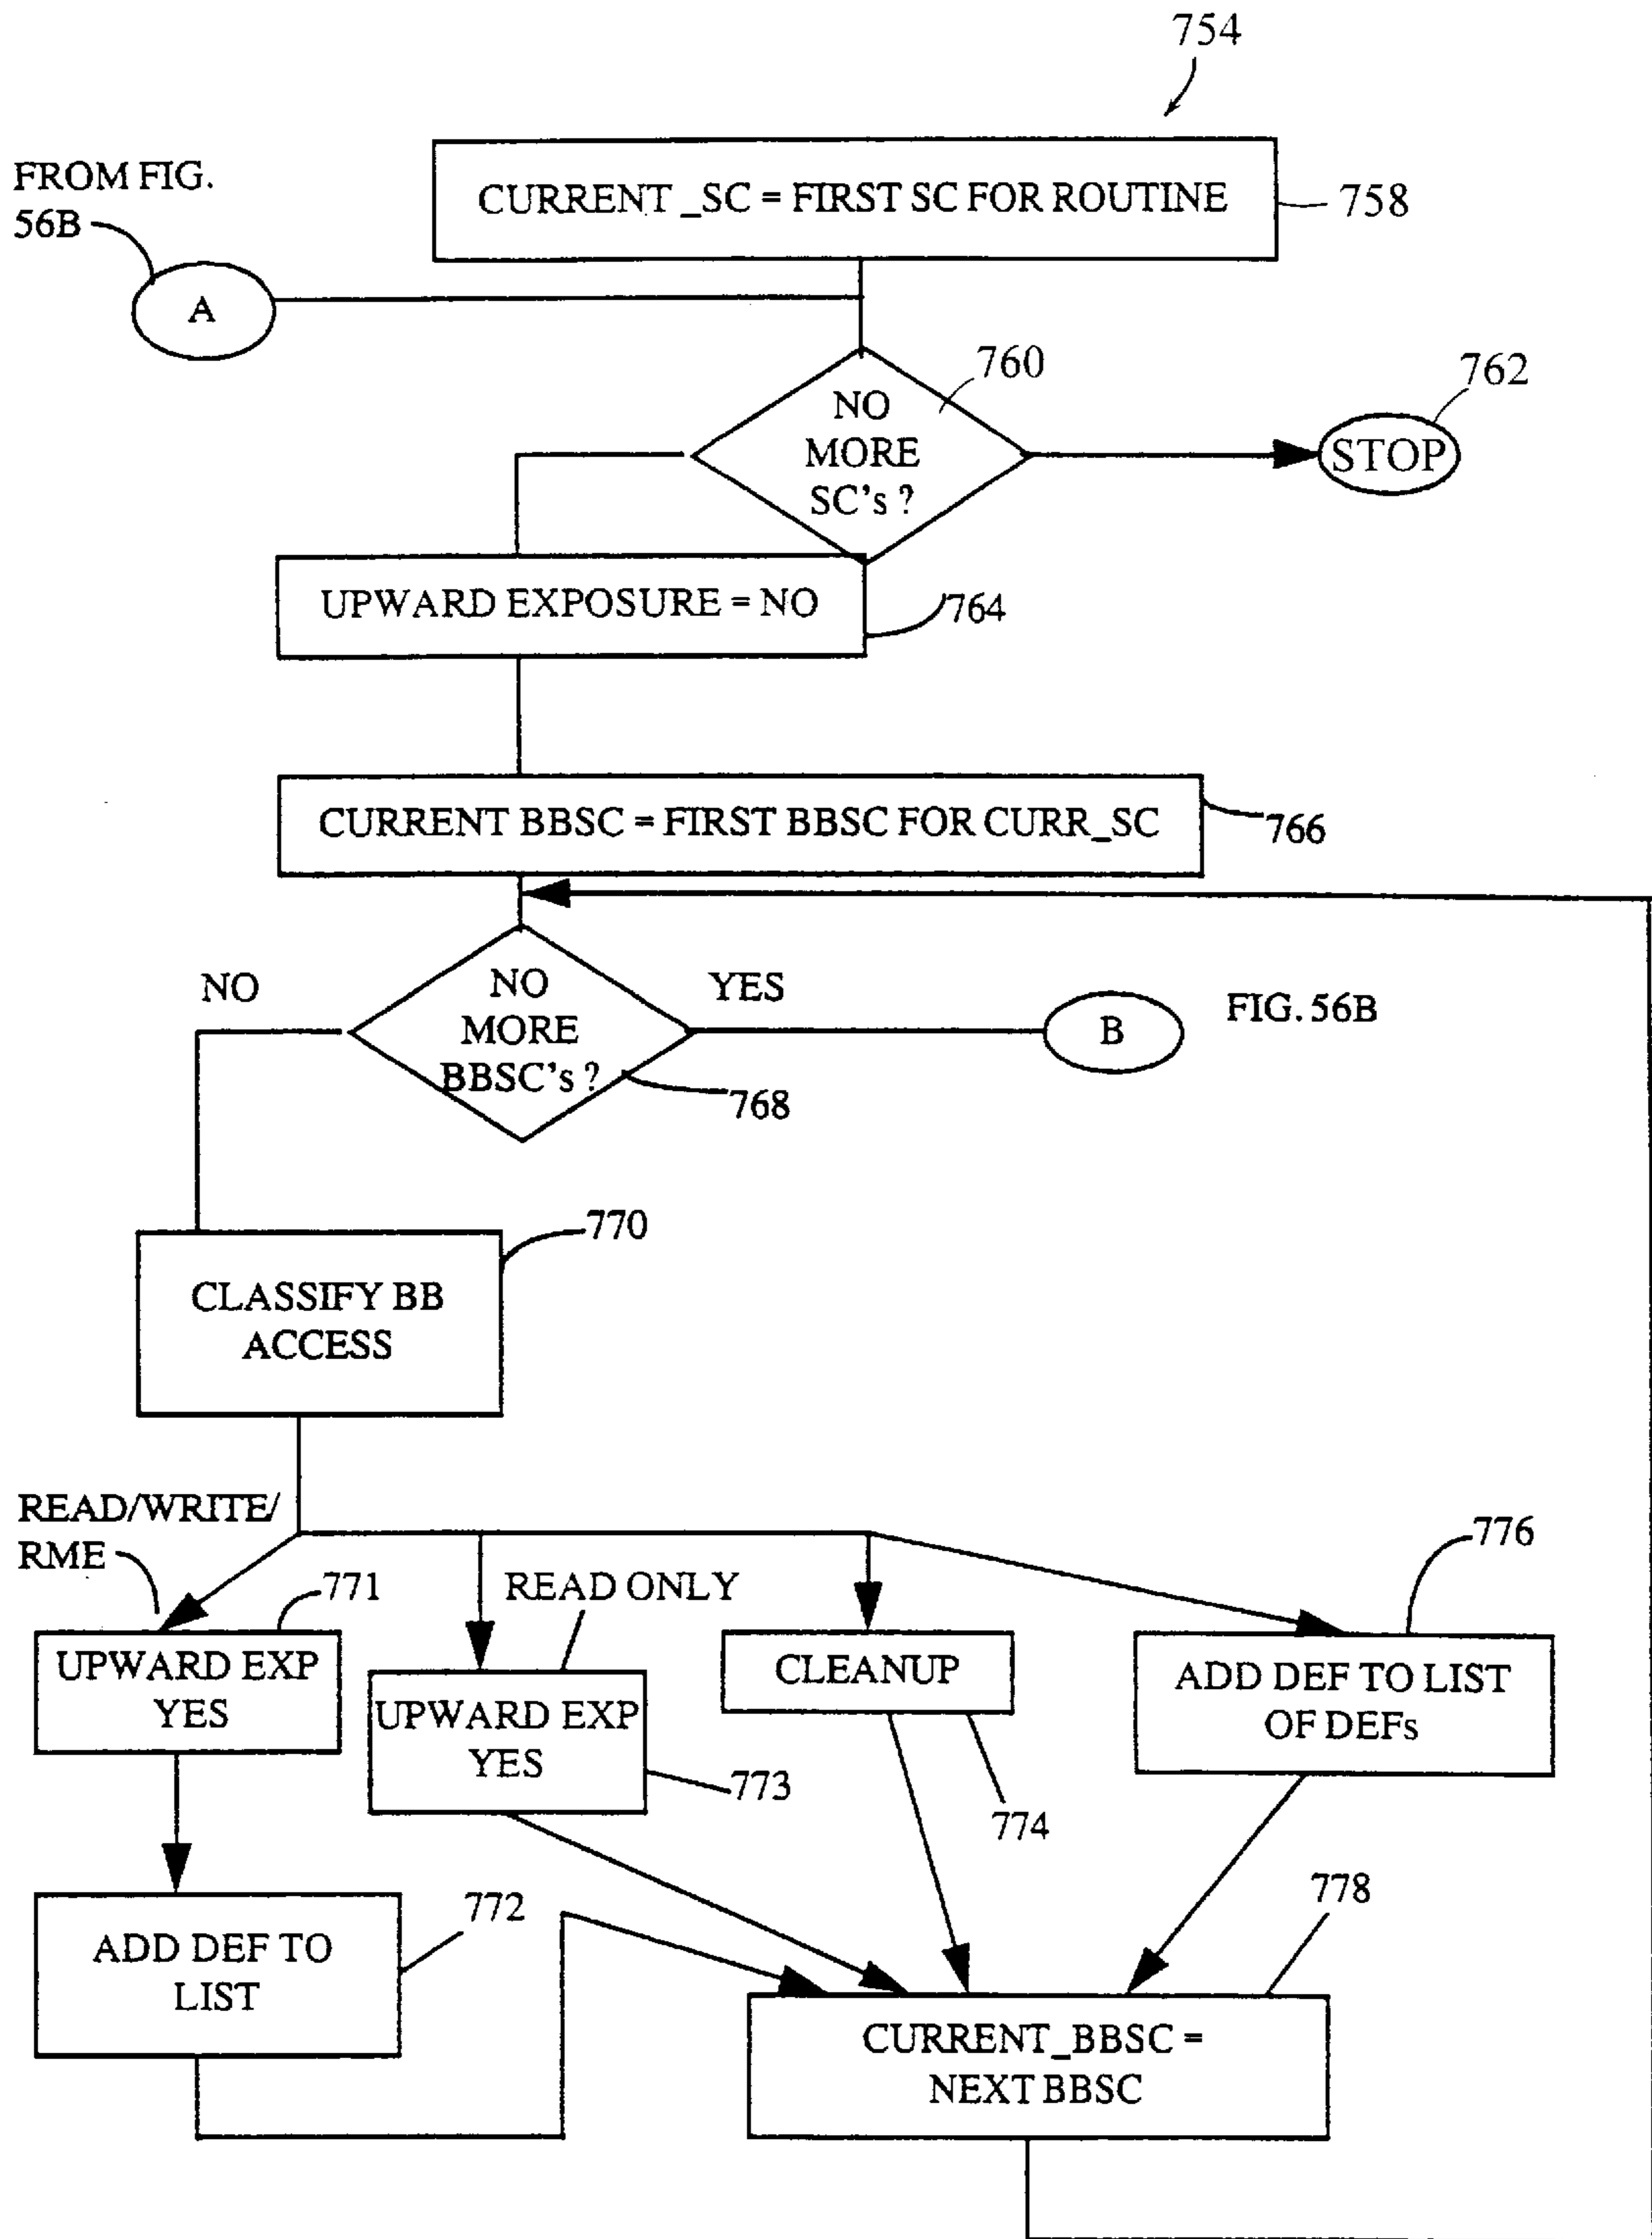 754
FROM FIG.
56B
CURRENT _SC = FIRST SC FOR ROUTINE
758
A
760
NO
MORE
SC's ?
762
STOP
UPWARD EXPOSURE = NO
764
CURRENT BBSC = FIRST BBSC FOR CURR_SC
766
NO
NO
MORE
BBSC's ?
YES
B
FIG. 56B
768
770
CLASSIFY BB
ACCESS
READ/WRITE/
RME
771
READ ONLY
776
UPWARD EXP
YES
UPWARD EXP
YES
773
CLEANUP
774
ADD DEF TO LIST
OF DEFs
772
ADD DEF TO
LIST
778
CURRENT_BBSC =
NEXT BBSC